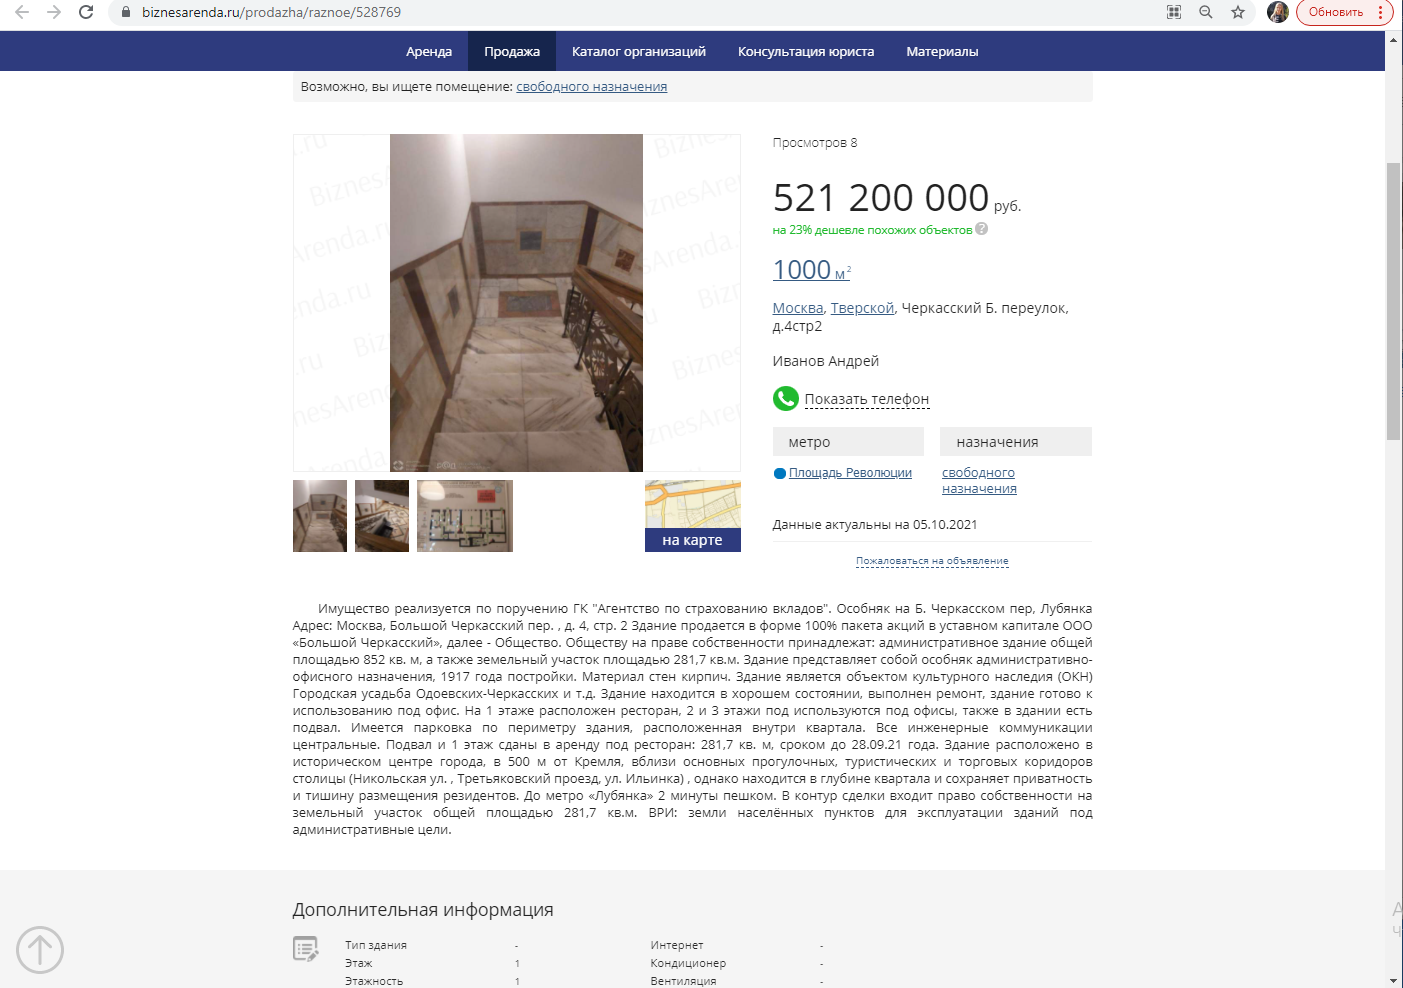 biznesarenda.ru/prodazha/raznoe/528769
Обновить
Аренда Продажа Каталог организаций Консультация юриста Материалы
Возможно, вы ищете помещение: свободного назначения
Просмотров 8
521 200 000 руб.
на 23% дешевле похожих объектов ?
1000 м²
Москва, Тверской, Черкасский Б. переулок,
д.4стр2
Иванов Андрей
Показать телефон
метро назначения
Площадь Революции
свободного
назначения
Данные актуальны на 05.10.2021
Пожаловаться на объявление
BiznesArenda.ru
на карте
Имущество реализуется по поручению ГК "Агентство по страхованию вкладов". Особняк на Б. Черкасском пер, Лубянка
Адрес: Москва, Большой Черкасский пер. , д. 4, стр. 2 Здание продается в форме 100% пакета акций в уставном капитале ООО
«Большой Черкасский», далее - Общество. Обществу на праве собственности принадлежат: административное здание общей
площадью 852 кв. м, а также земельный участок площадью 281,7 кв.м. Здание представляет собой особняк административно-
офисного назначения, 1917 года постройки. Материал стен кирпич. Здание является объектом культурного наследия (ОКН)
Городская усадьба Одоевских-Черкасских и т.д. Здание находится в хорошем состоянии, выполнен ремонт, здание готово к
использованию под офис. На 1 этаже расположен ресторан, 2 и 3 этажи под используются под офисы, также в здании есть
подвал. Имеется парковка по периметру здания, расположенная внутри квартала. Все инженерные коммуникации
центральные. Подвал и 1 этаж сданы в аренду под ресторан: 281,7 кв. м, сроком до 28.09.21 года. Здание расположено в
историческом центре города, в 500 м от Кремля, вблизи основных прогулочных, туристических и торговых коридоров
столицы (Никольская ул. , Третьяковский проезд, ул. Ильинка) , однако находится в глубине квартала и сохраняет приватность
и тишину размещения резидентов. До метро «Лубянка» 2 минуты пешком. В контур сделки входит право собственности на
земельный участок общей площадью 281,7 кв.м. ВРИ: земли населённых пунктов для эксплуатации зданий под
административные цели.
Дополнительная информация
Тип здания - Интернет -
Этаж 1 Кондиционер -
Этажность 1 Вентиляция -